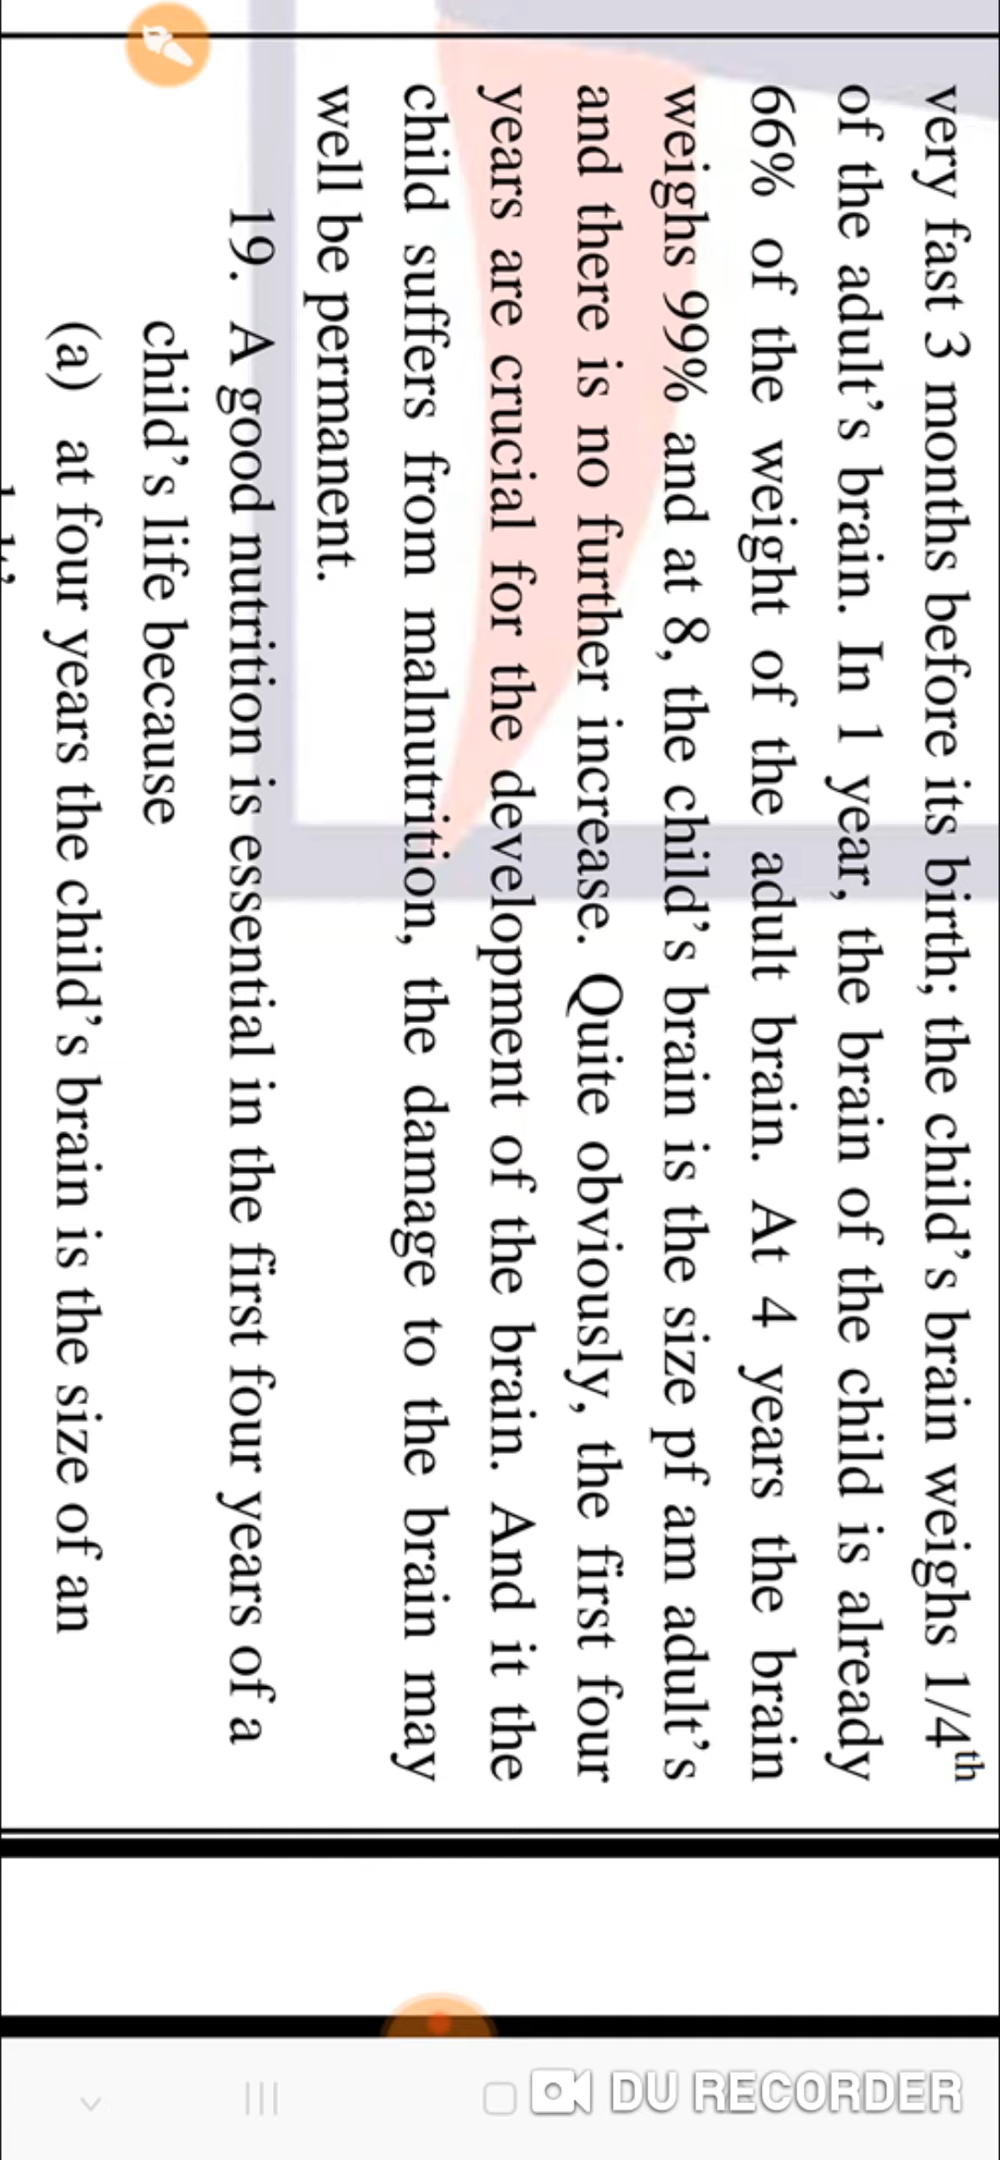 very fast 3 months before its birth; the child's brain weighs 1/4th
of the adult's brain. In 1 year, the brain of the child is already
66% of the weight of the adult brain. At 4 years the brain
weighs 99% and at 8, the child's brain is the size pf am adult's
and there is no further increase. Quite obviously, the first four
years are crucial for the development of the brain. And it the
child suffers from malnutrition, the damage to the brain may
well be permanent.
19. A good nutrition is essential in the first four years of a
child's life because
(a) at four years the child's brain is the size of an
DU RECORDER